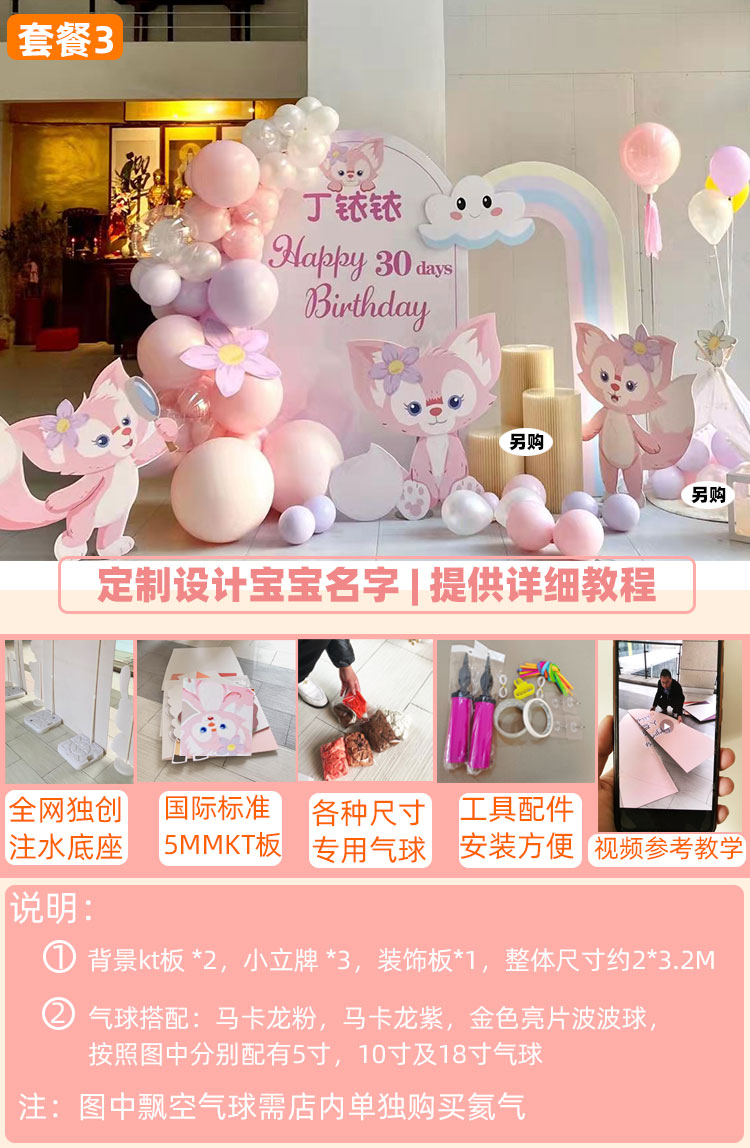 套餐3
禪
丁铱铱
Happy 30 days
Birthday
另购
另购
定制设计宝宝名字 | 提供详细教程
全网独创
注水底座
国际标准
5MMKT板
各种尺寸
专用气球
工具配件
安装方便
视频参考教学
说明：
① 背景kt板 *2，小立牌 *3，装饰板*1，整体尺寸约2*3.2M
② 气球搭配：马卡龙粉，马卡龙紫，金色亮片波波球，
按照图中分别配有5寸，10寸及18寸气球
注：图中飘空气球需店内单独购买氦气